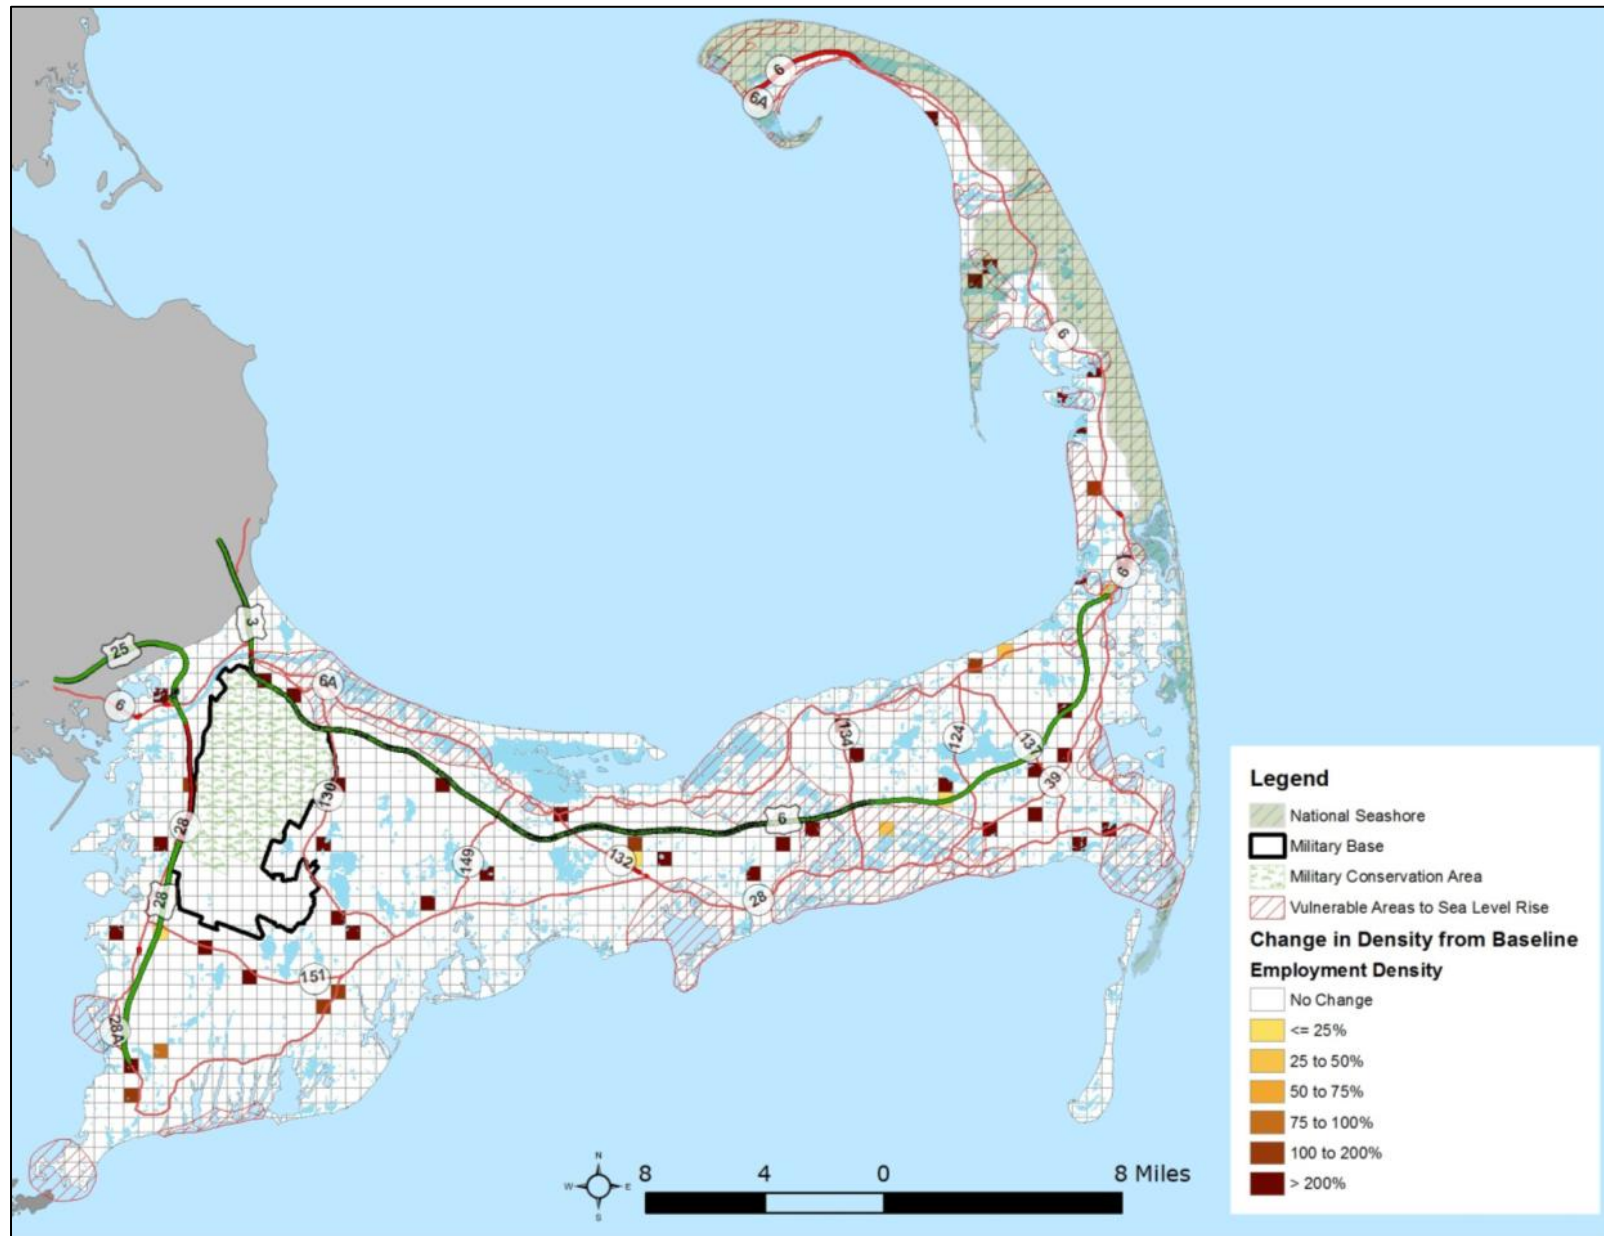 6
6A
6
6
3
25
6
6A
134
124
137
39
130
28
6
132
149
28
28
151
28A
N
W
E
S
8
4
0
8 Miles
Legend
National Seashore
Military Base
Military Conservation Area
Vulnerable Areas to Sea Level Rise
Change in Density from Baseline
Employment Density
No Change
<= 25%
25 to 50%
50 to 75%
75 to 100%
100 to 200%
> 200%